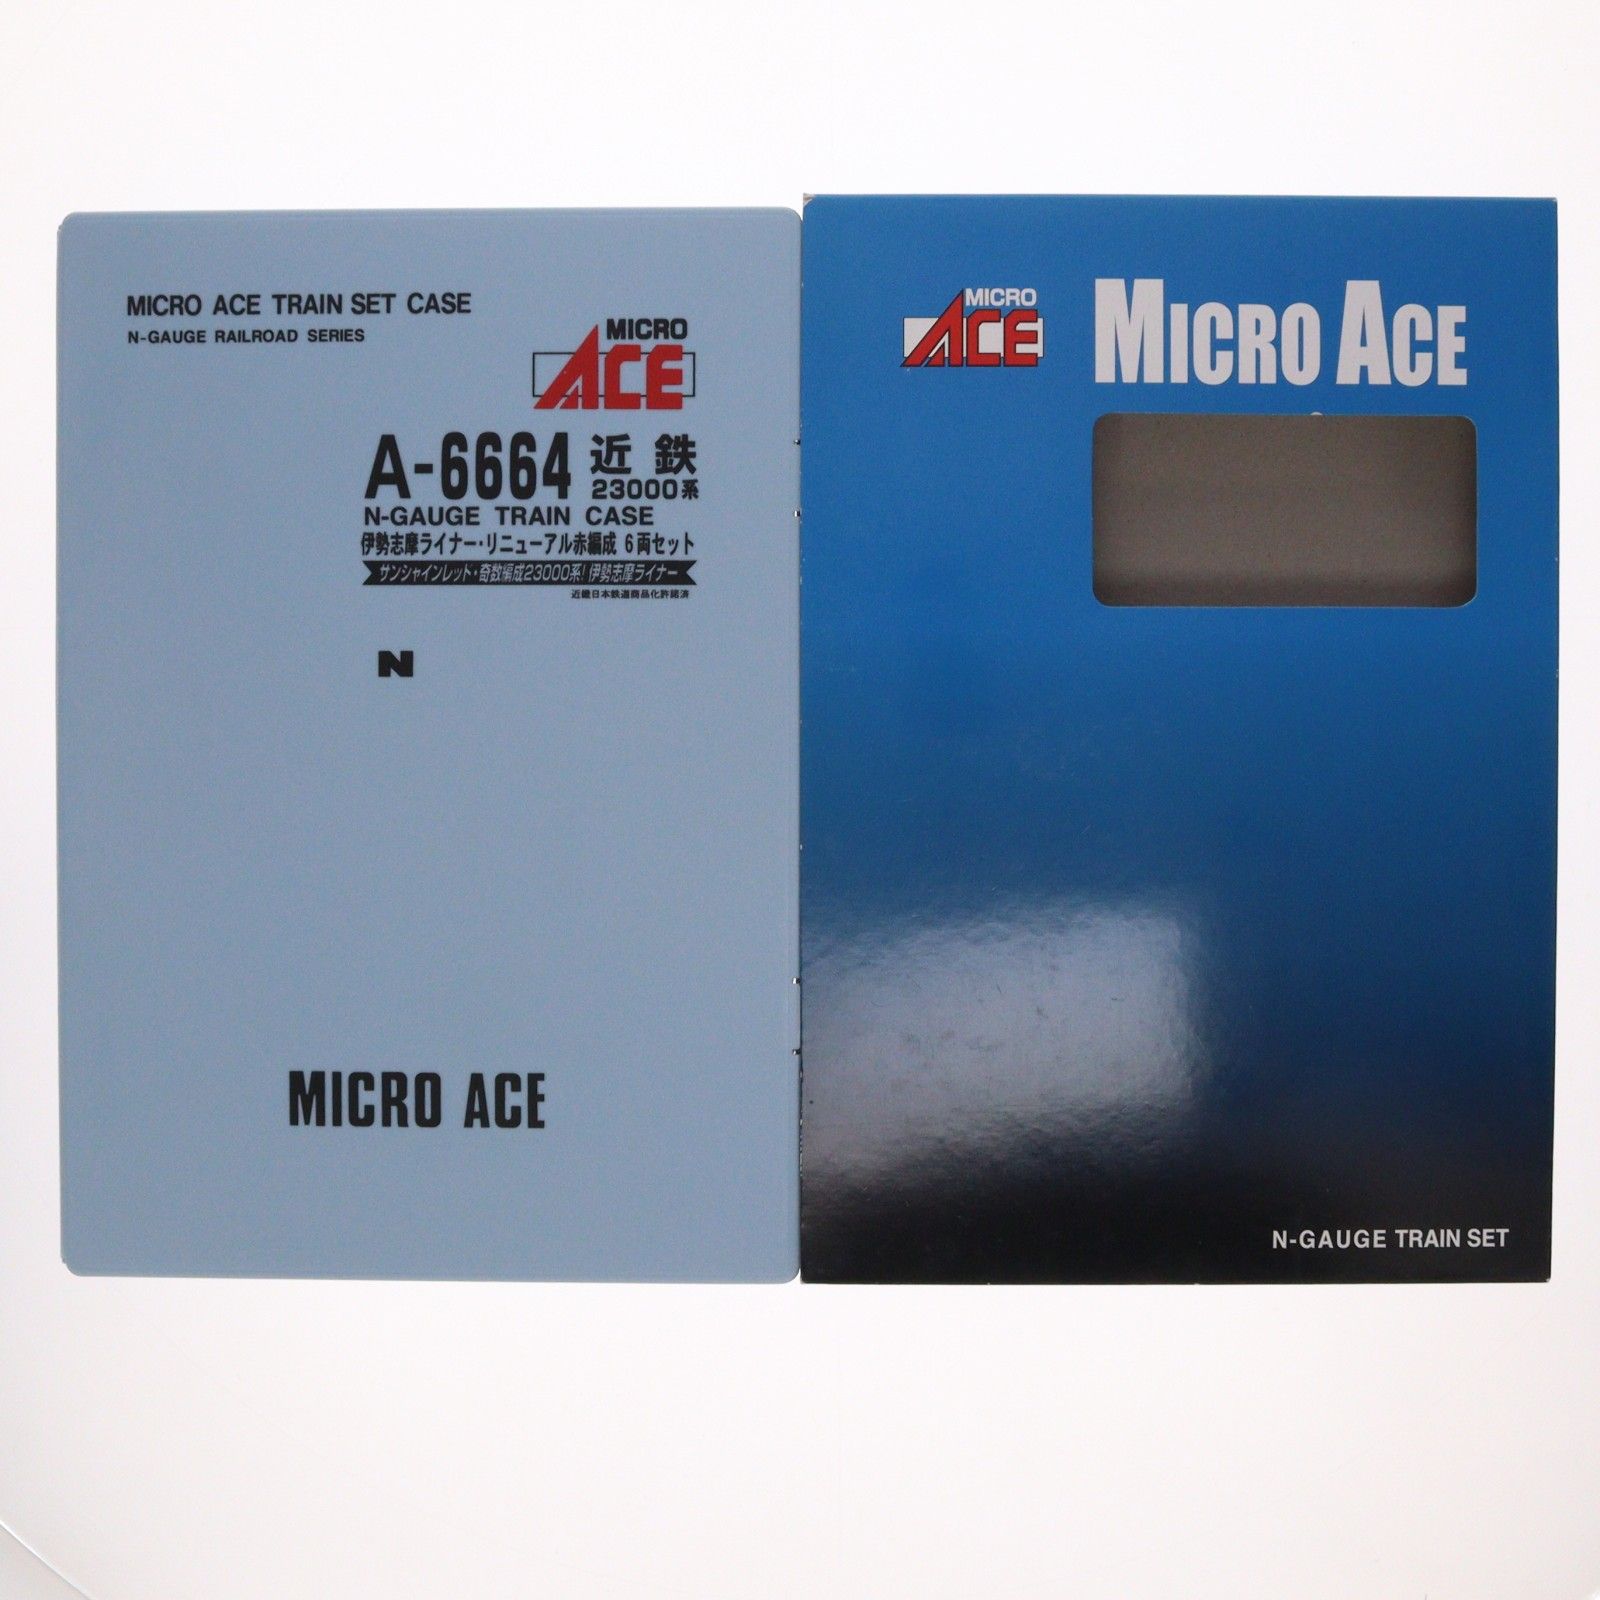 MICRO ACE TRAIN SET CASE
N-GAUGE RAILROAD SERIES
MICRO
ACE
A-6664 近鉄
23000系
N-GAUGE TRAIN CASE
伊勢志摩ライナー・リニューアル赤編成 6両セット
サンシャインレッド・奇数編成23000系! 伊勢志摩ライナー
近畿日本鉄道商品化許諾済
N
MICRO ACE
MICRO
ACE
MICRO ACE
N-GAUGE TRAIN SET